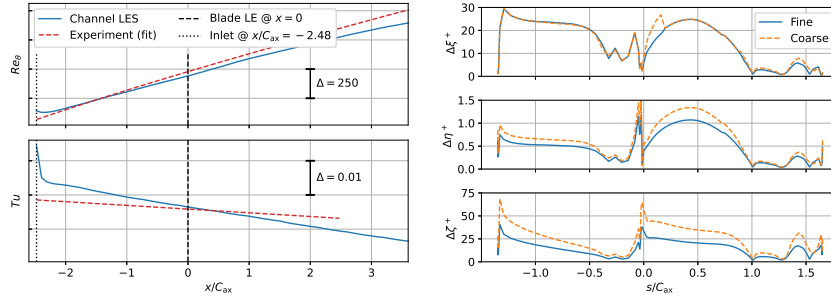 Channel LES
Experiment (fit)
Blade LE @ x = 0
Inlet @ x/C_ax = −2.48
Re_θ
Δ = 250
Tu
Δ = 0.01
−2 −1 0 1 2 3
x/C_ax
Fine
Coarse
30
20
10
0
Δξ⁺
1.5
1.0
0.5
0.0
Δη⁺
75
50
25
0
Δζ⁺
−1.0 −0.5 0.0 0.5 1.0 1.5
s/C_ax